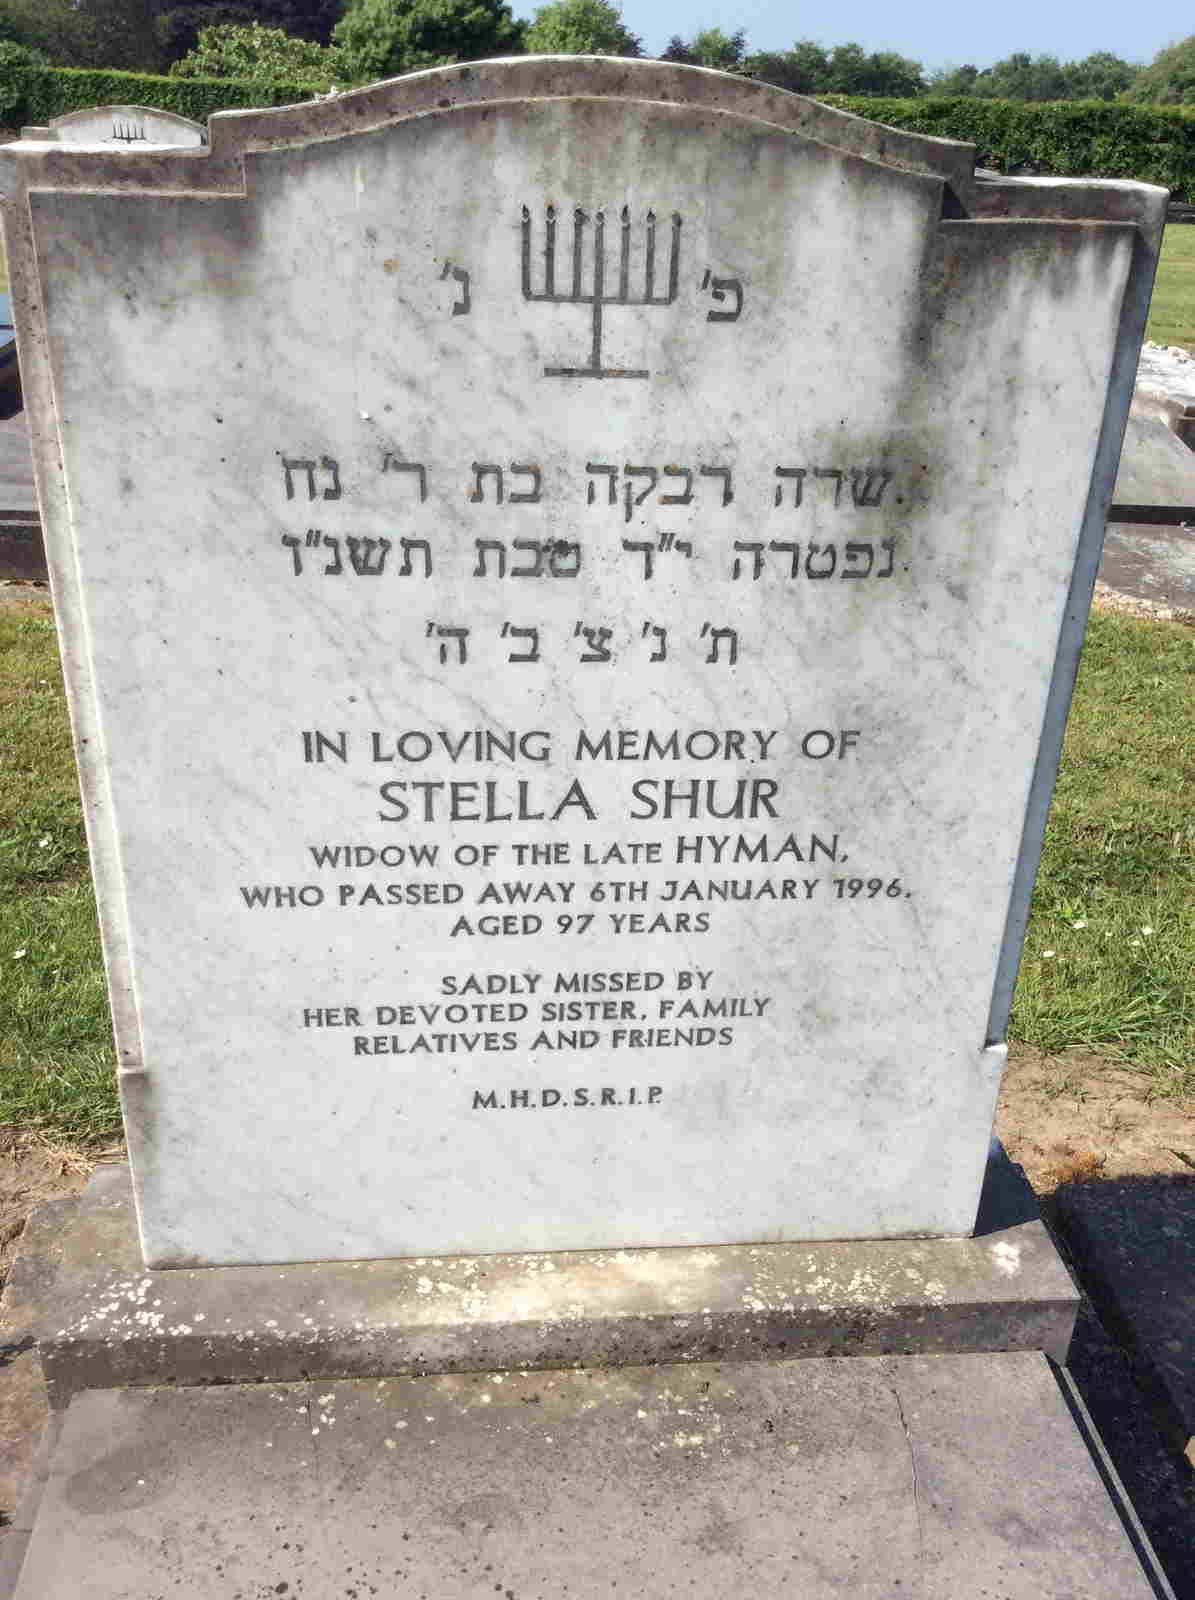 פ' נ'
שרה רבקה בת ר' נח
נפטרה י"ד טבת תשנ"ו
ת' נ' צ' ב' ה'
IN LOVING MEMORY OF
STELLA SHUR
WIDOW OF THE LATE HYMAN,
WHO PASSED AWAY 6TH JANUARY 1996,
AGED 97 YEARS
SADLY MISSED BY
HER DEVOTED SISTER, FAMILY
RELATIVES AND FRIENDS
M.H.D.S.R.I.P.